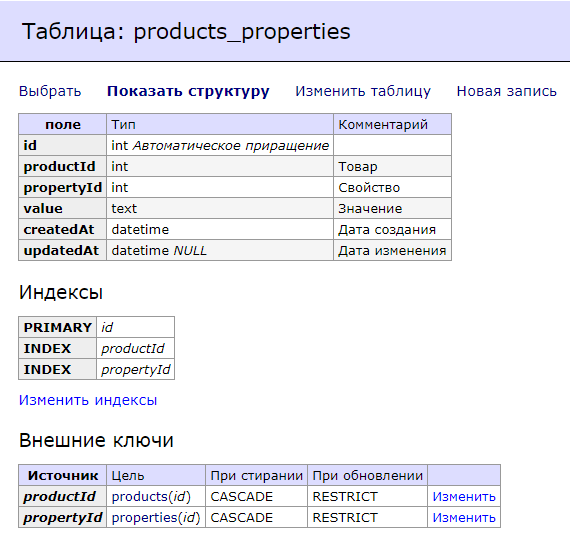 Таблица: products_properties
Выбрать Показать структуру Изменить таблицу Новая запись
поле Тип Комментарий
id int Автоматическое приращение
productId int Товар
propertyId int Свойство
value text Значение
createdAt datetime Дата создания
updatedAt datetime NULL Дата изменения
Индексы
PRIMARY id
INDEX productId
INDEX propertyId
Изменить индексы
Внешние ключи
Источник Цель При стирании При обновлении
productId products(id) CASCADE RESTRICT Изменить
propertyId properties(id) CASCADE RESTRICT Изменить